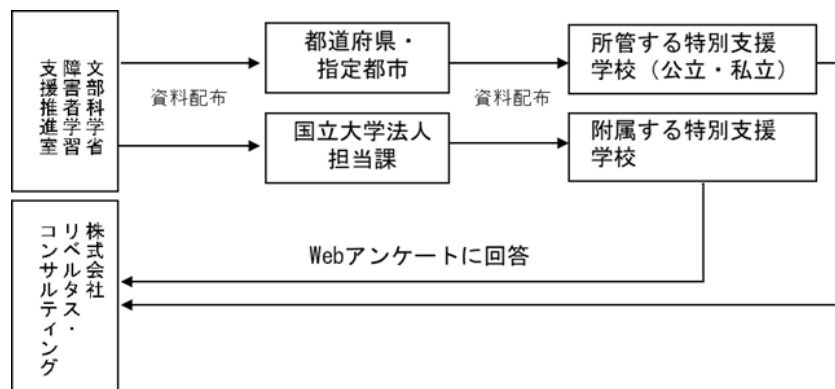 文部科学省
障害者学習
支援推進室
資料配布
都道府県・
指定都市
資料配布
所管する特別支援
学校（公立・私立）
国立大学法人
担当課
附属する特別支援
学校
Webアンケートに回答
株式会社
リベルタス・
コンサルティング